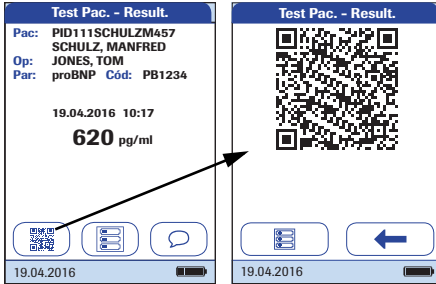 Test Pac. - Result.
Pac: PID111SCHULZM457
SCHULZ, MANFRED
Op: JONES, TOM
Par: proBNP Cód: PB1234
19.04.2016 10:17
620 pg/ml
19.04.2016
Test Pac. - Result.
19.04.2016